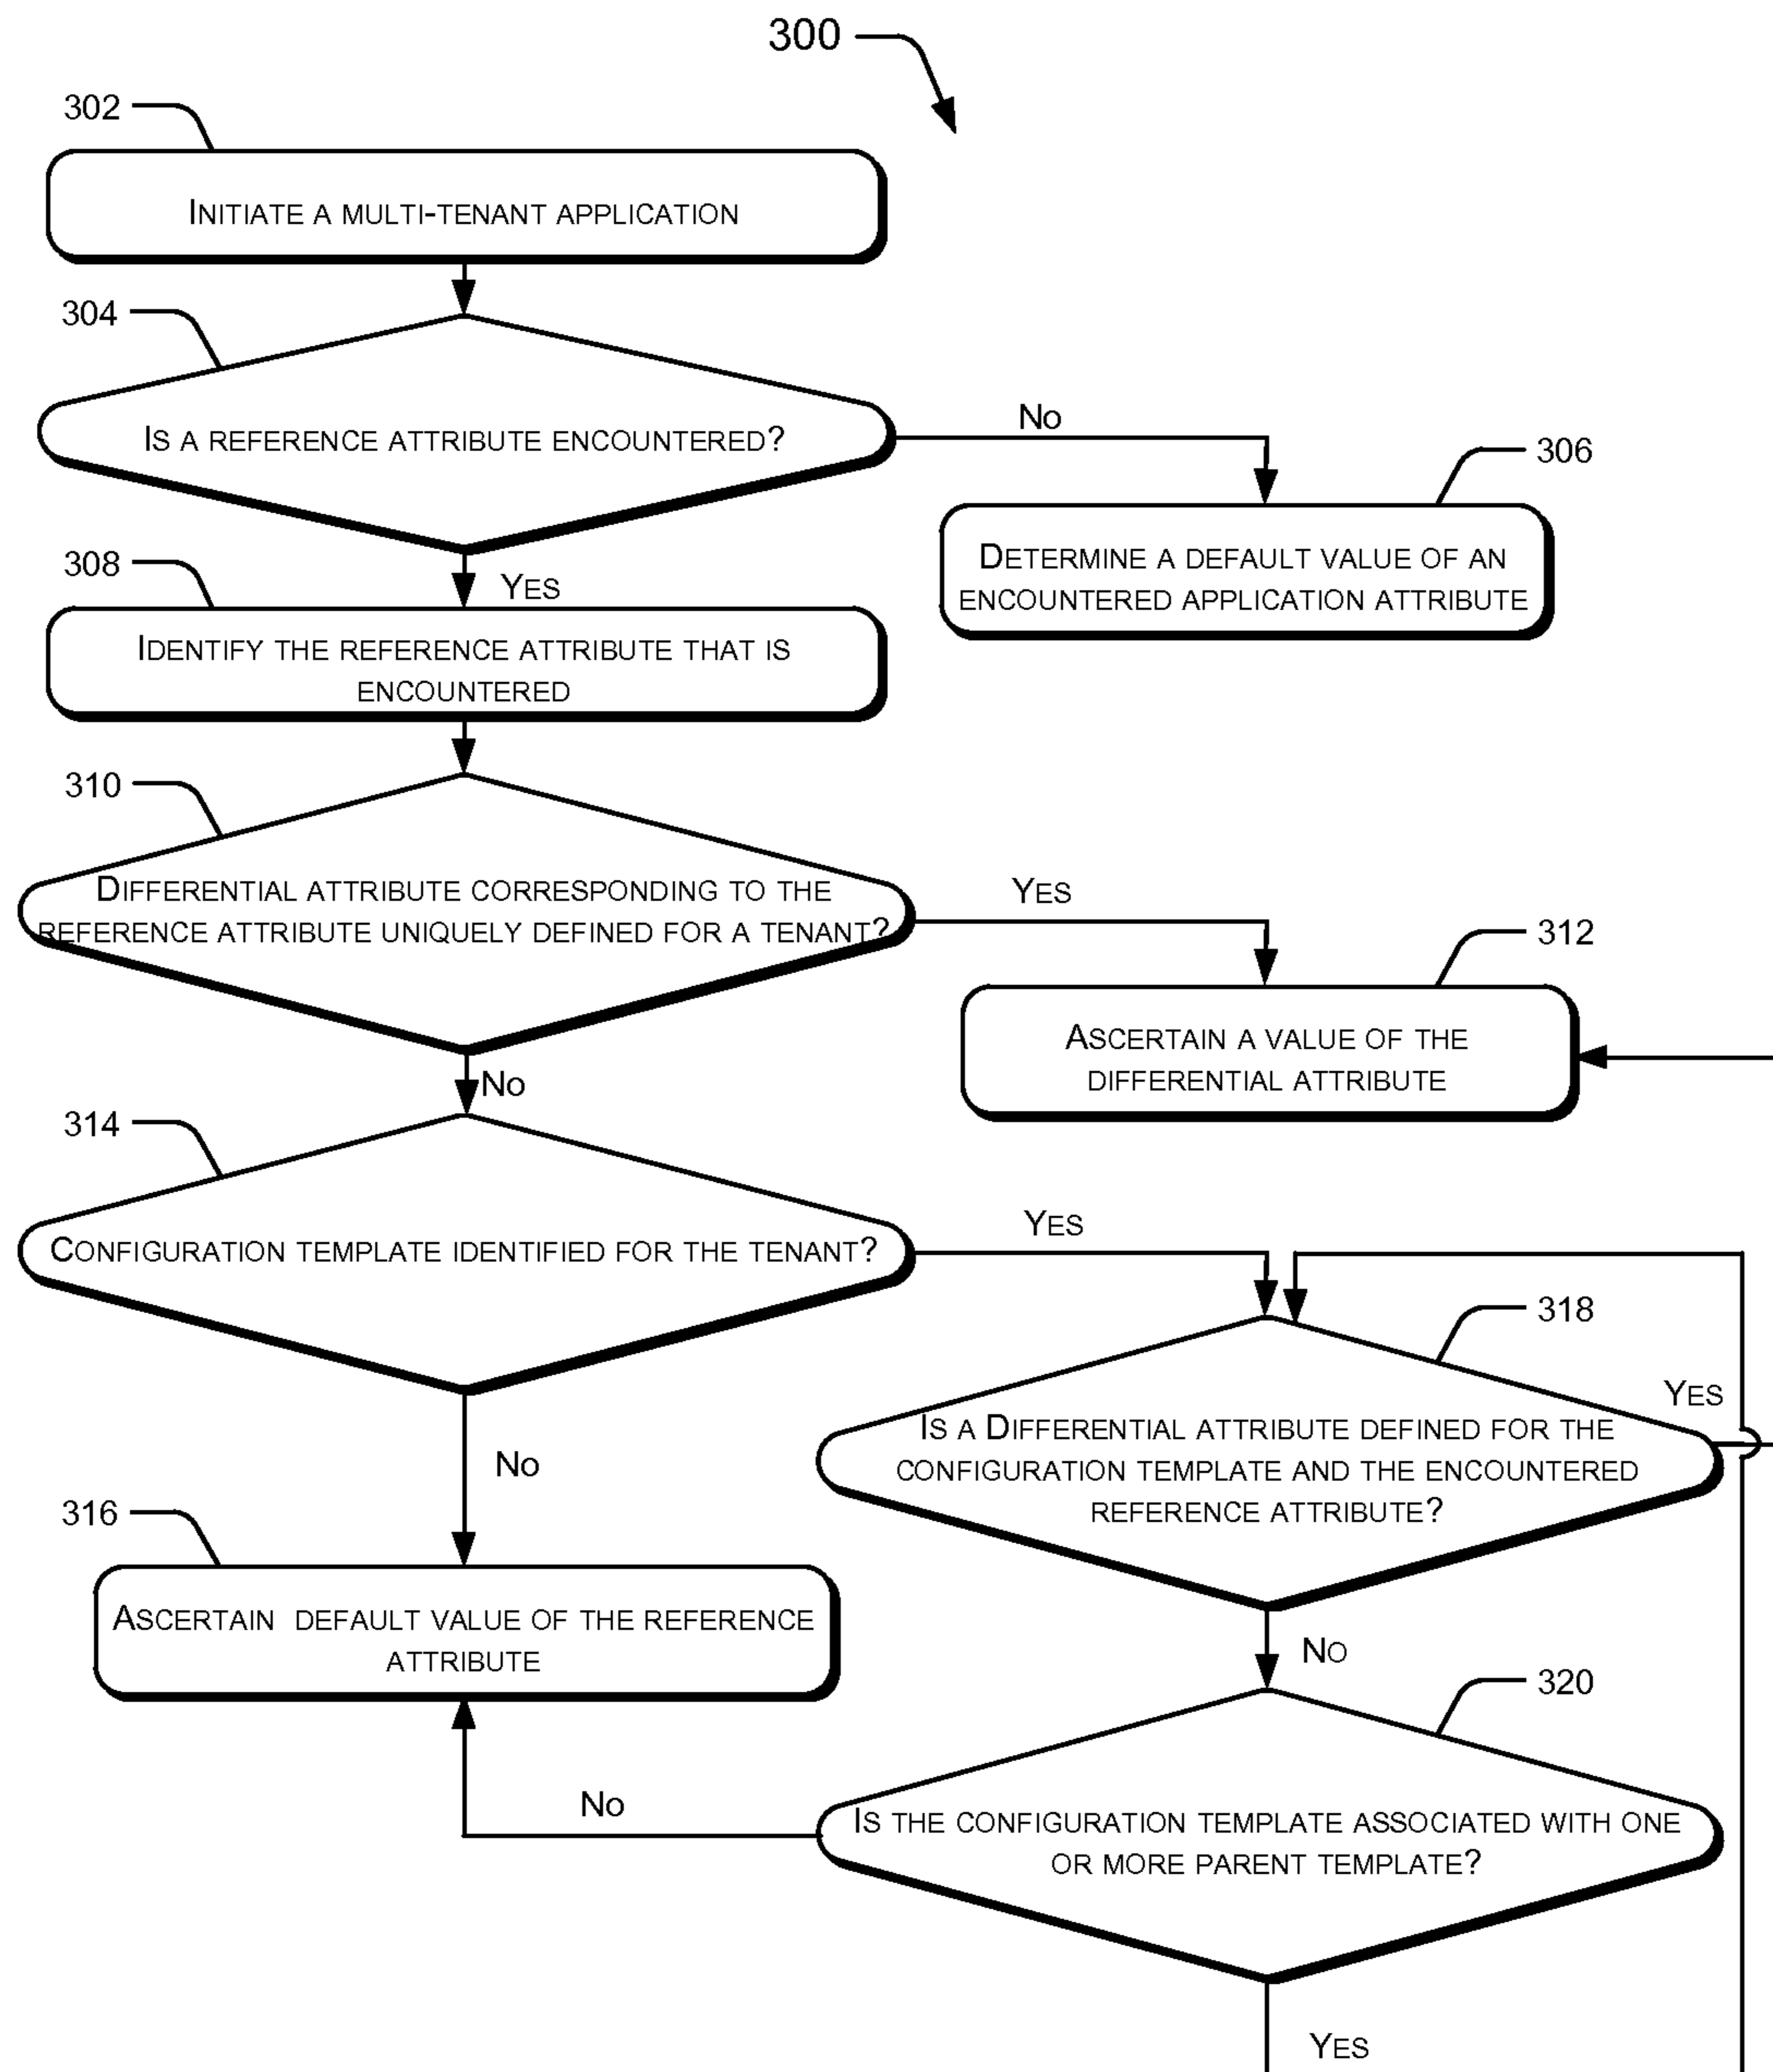 300
302
INITIATE A MULTI-TENANT APPLICATION
304
IS A REFERENCE ATTRIBUTE ENCOUNTERED?
NO
306
DETERMINE A DEFAULT VALUE OF AN
ENCOUNTERED APPLICATION ATTRIBUTE
308
YES
IDENTIFY THE REFERENCE ATTRIBUTE THAT IS
ENCOUNTERED
310
DIFFERENTIAL ATTRIBUTE CORRESPONDING TO THE
REFERENCE ATTRIBUTE UNIQUELY DEFINED FOR A TENANT?
YES
312
ASCERTAIN A VALUE OF THE
DIFFERENTIAL ATTRIBUTE
NO
314
CONFIGURATION TEMPLATE IDENTIFIED FOR THE TENANT?
YES
318
IS A DIFFERENTIAL ATTRIBUTE DEFINED FOR THE
CONFIGURATION TEMPLATE AND THE ENCOUNTERED
REFERENCE ATTRIBUTE?
YES
NO
316
ASCERTAIN DEFAULT VALUE OF THE REFERENCE
ATTRIBUTE
NO
320
IS THE CONFIGURATION TEMPLATE ASSOCIATED WITH ONE
OR MORE PARENT TEMPLATE?
NO
YES